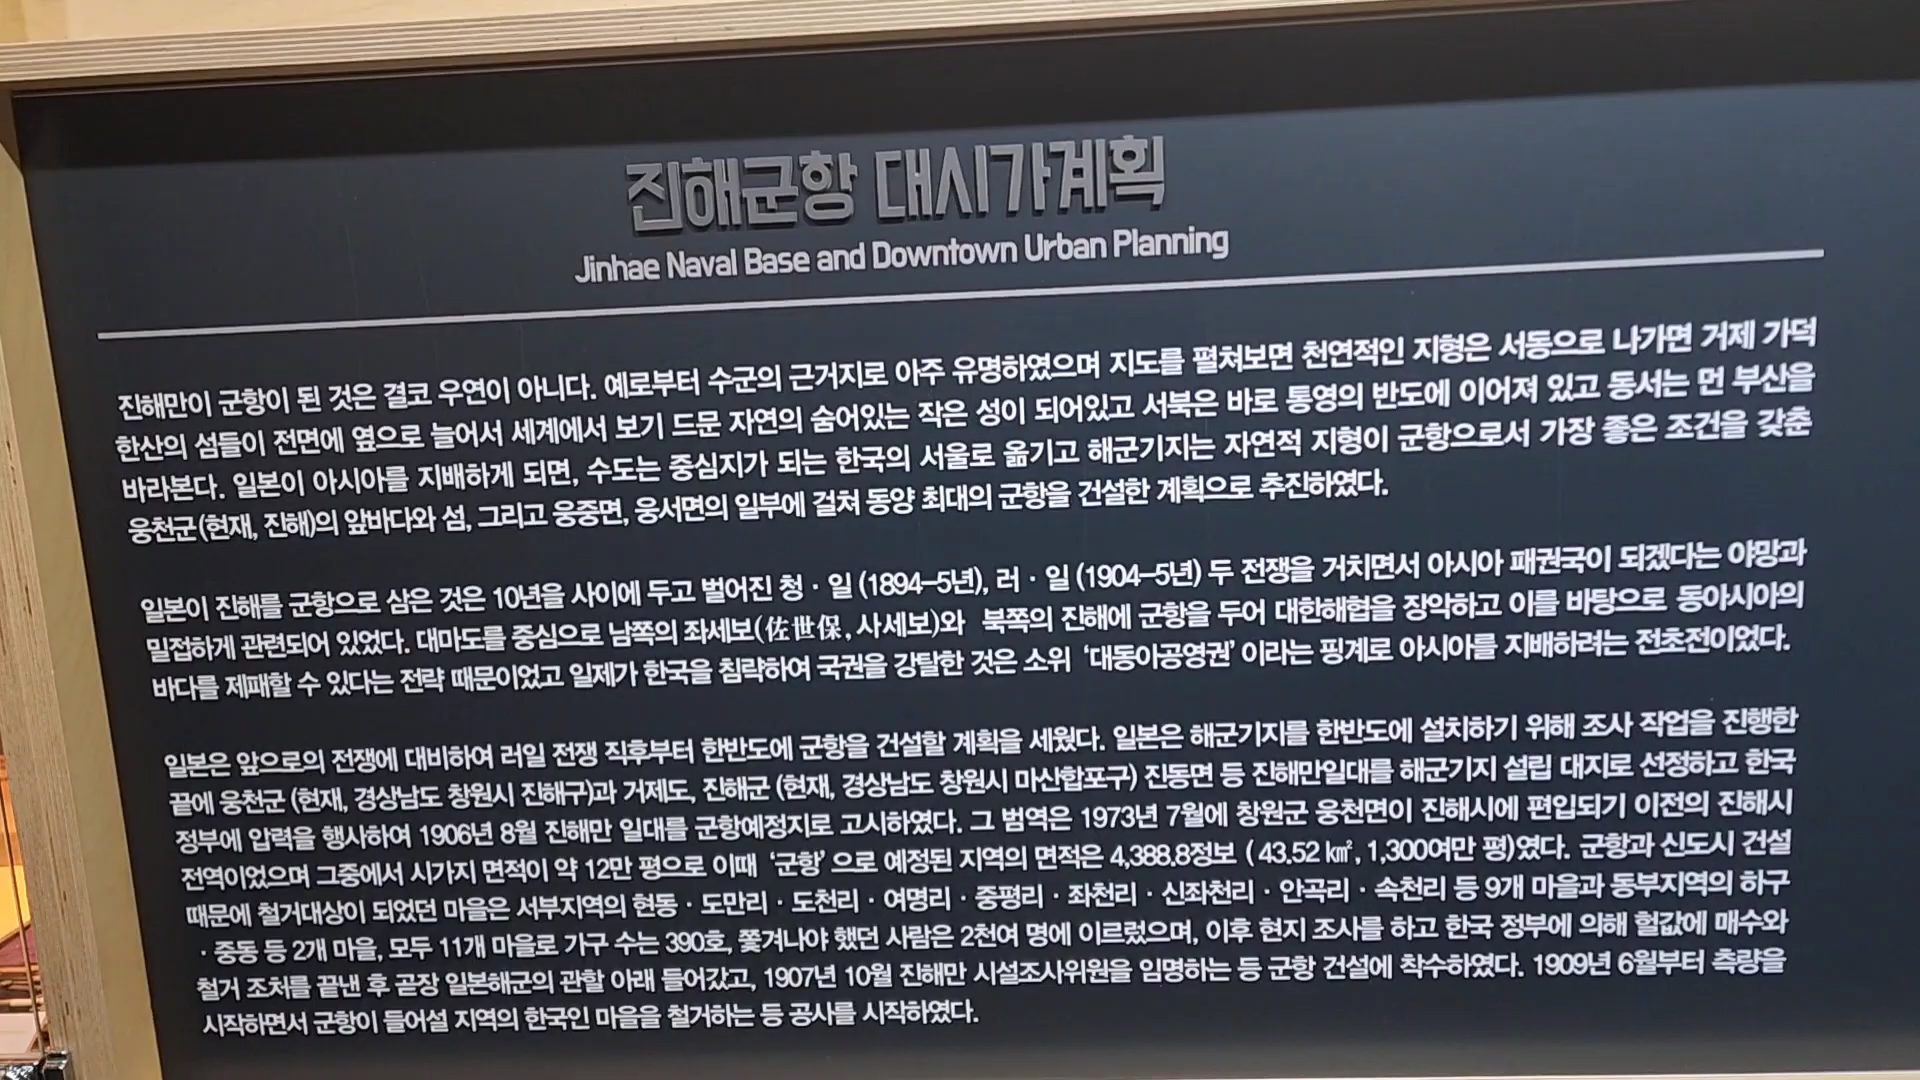 진해군항 대시가계획
Jinhae Naval Base and Downtown Urban Planning
진해만이 군항이 된 것은 결코 우연이 아니다. 예로부터 수군의 근거지로 아주 유명하였으며 지도를 펼쳐보면 천연적인 지형은 서동으로 나가면 거제 가덕
한산의 섬들이 전면에 옆으로 늘어서 세계에서 보기 드문 자연의 숨어있는 작은 성이 되어있고 서북은 바로 통영의 반도에 이어져 있고 동서는 먼 부산을
바라본다. 일본이 아시아를 지배하게 되면, 수도는 중심지가 되는 한국의 서울로 옮기고 해군기지는 자연적 지형이 군항으로서 가장 좋은 조건을 갖춘
웅천군(현재, 진해)의 앞바다와 섬, 그리고 웅중면, 웅서면의 일부에 걸쳐 동양 최대의 군항을 건설한 계획으로 추진하였다.
일본이 진해를 군항으로 삼은 것은 10년을 사이에 두고 벌어진 청·일 (1894-5년), 러·일 (1904-5년) 두 전쟁을 거치면서 아시아 패권국이 되겠다는 야망과
밀접하게 관련되어 있었다. 대마도를 중심으로 남쪽의 좌세보(佐世保, 사세보)와 북쪽의 진해에 군항을 두어 대한해협을 장악하고 이를 바탕으로 동아시아의
바다를 제패할 수 있다는 전략 때문이었고 일제가 한국을 침략하여 국권을 강탈한 것은 소위 ‘대동아공영권’ 이라는 핑계로 아시아를 지배하려는 전초전이었다.
일본은 앞으로의 전쟁에 대비하여 러일 전쟁 직후부터 한반도에 군항을 건설할 계획을 세웠다. 일본은 해군기지를 한반도에 설치하기 위해 조사 작업을 진행한
끝에 웅천군 (현재, 경상남도 창원시 진해구)과 거제도, 진해군 (현재, 경상남도 창원시 마산합포구) 진동면 등 진해만일대를 해군기지 설립 대지로 선정하고 한국
정부에 압력을 행사하여 1906년 8월 진해만 일대를 군항예정지로 고시하였다. 그 범역은 1973년 7월에 창원군 웅천면이 진해시에 편입되기 이전의 진해시
전역이었으며 그중에서 시가지 면적이 약 12만 평으로 이때 ‘군항’ 으로 예정된 지역의 면적은 4,388.8정보 ( 43.52 ㎢, 1,300여만 평)였다. 군항과 신도시 건설
때문에 철거대상이 되었던 마을은 서부지역의 현동 · 도만리 · 도천리 · 여명리 · 중평리 · 좌천리 · 신좌천리 · 안곡리 · 속천리 등 9개 마을과 동부지역의 하구
· 중동 등 2개 마을, 모두 11개 마을로 가구 수는 390호, 쫓겨나야 했던 사람은 2천여 명에 이르렀으며, 이후 현지 조사를 하고 한국 정부에 의해 헐값에 매수와
철거 조처를 끝낸 후 곧장 일본해군의 관할 아래 들어갔고, 1907년 10월 진해만 시설조사위원을 임명하는 등 군항 건설에 착수하였다. 1909년 6월부터 측량을
시작하면서 군항이 들어설 지역의 한국인 마을을 철거하는 등 공사를 시작하였다.